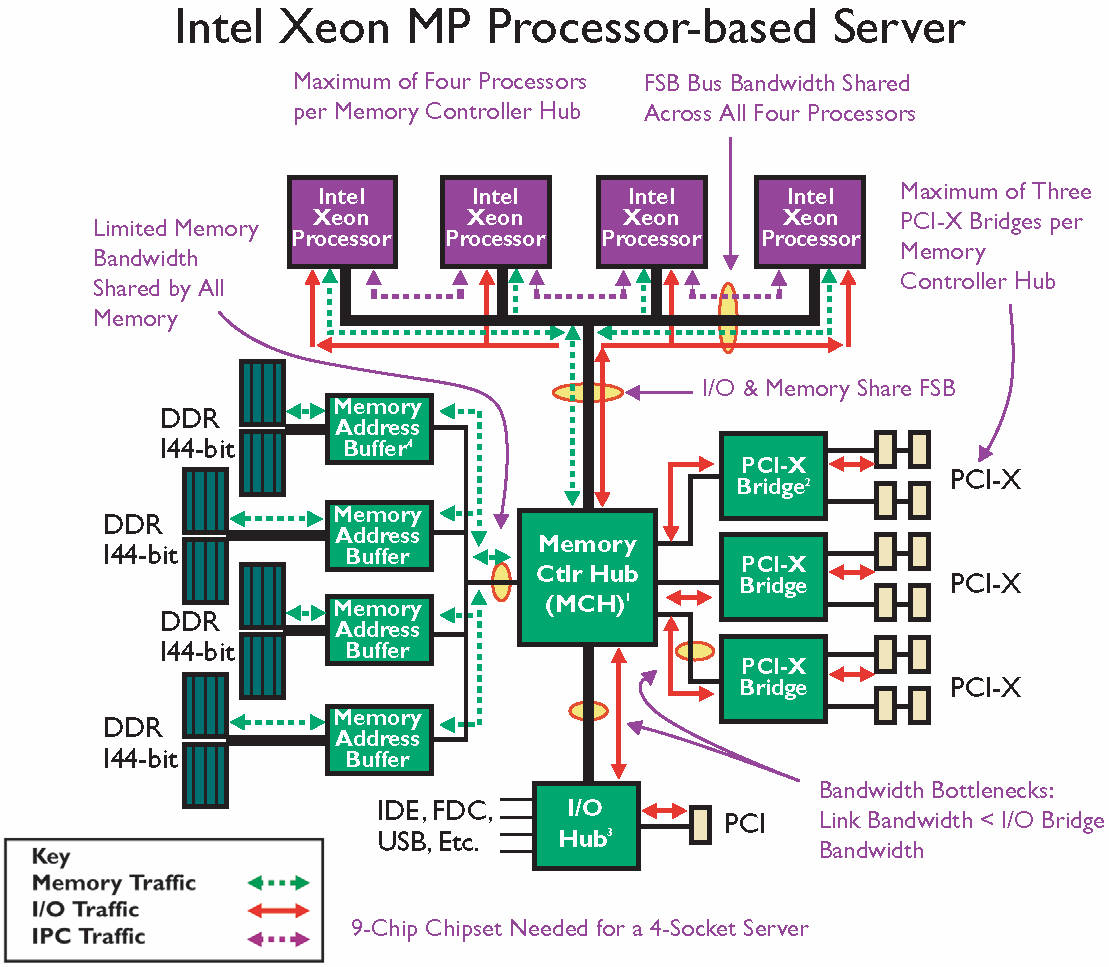 Intel Xeon MP Processor-based Server
Maximum of Four Processors
per Memory Controller Hub
FSB Bus Bandwidth Shared
Across All Four Processors
Intel
Xeon
Processor
Intel
Xeon
Processor
Intel
Xeon
Processor
Intel
Xeon
Processor
Maximum of Three
PCI-X Bridges per
Memory
Controller Hub
Limited Memory
Bandwidth
Shared by All
Memory
I/O & Memory Share FSB
DDR
144-bit
Memory
Address
Buffer⁴
DDR
144-bit
Memory
Address
Buffer
DDR
144-bit
Memory
Address
Buffer
DDR
144-bit
Memory
Address
Buffer
Memory
Ctlr Hub
(MCH)¹
PCI-X
Bridge²
PCI-X
PCI-X
Bridge
PCI-X
PCI-X
Bridge
PCI-X
IDE, FDC,
USB, Etc.
I/O
Hub³
PCI
Bandwidth Bottlenecks:
Link Bandwidth < I/O Bridge
Bandwidth
Key
Memory Traffic
I/O Traffic
IPC Traffic
9-Chip Chipset Needed for a 4-Socket Server